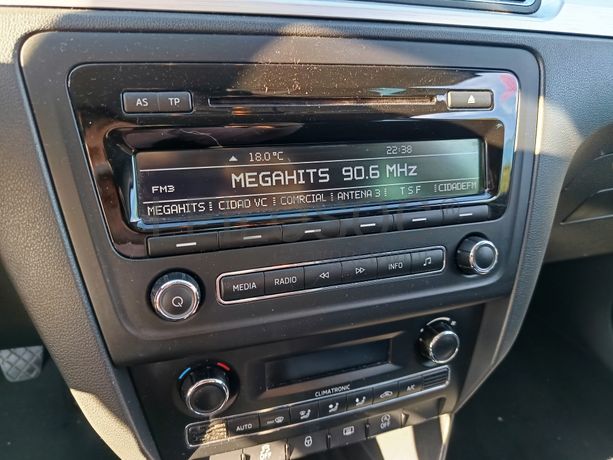 AS TP
▲ 18.0°C 22:38
FM3 MEGAHITS 90.6 MHz
MEGAHITS CIDAD VC COMRCIAL ANTENA 3 T S F CIDADEFM
MEDIA RADIO INFO
CLIMATRONIC
AUTO A/C
OFF OFF